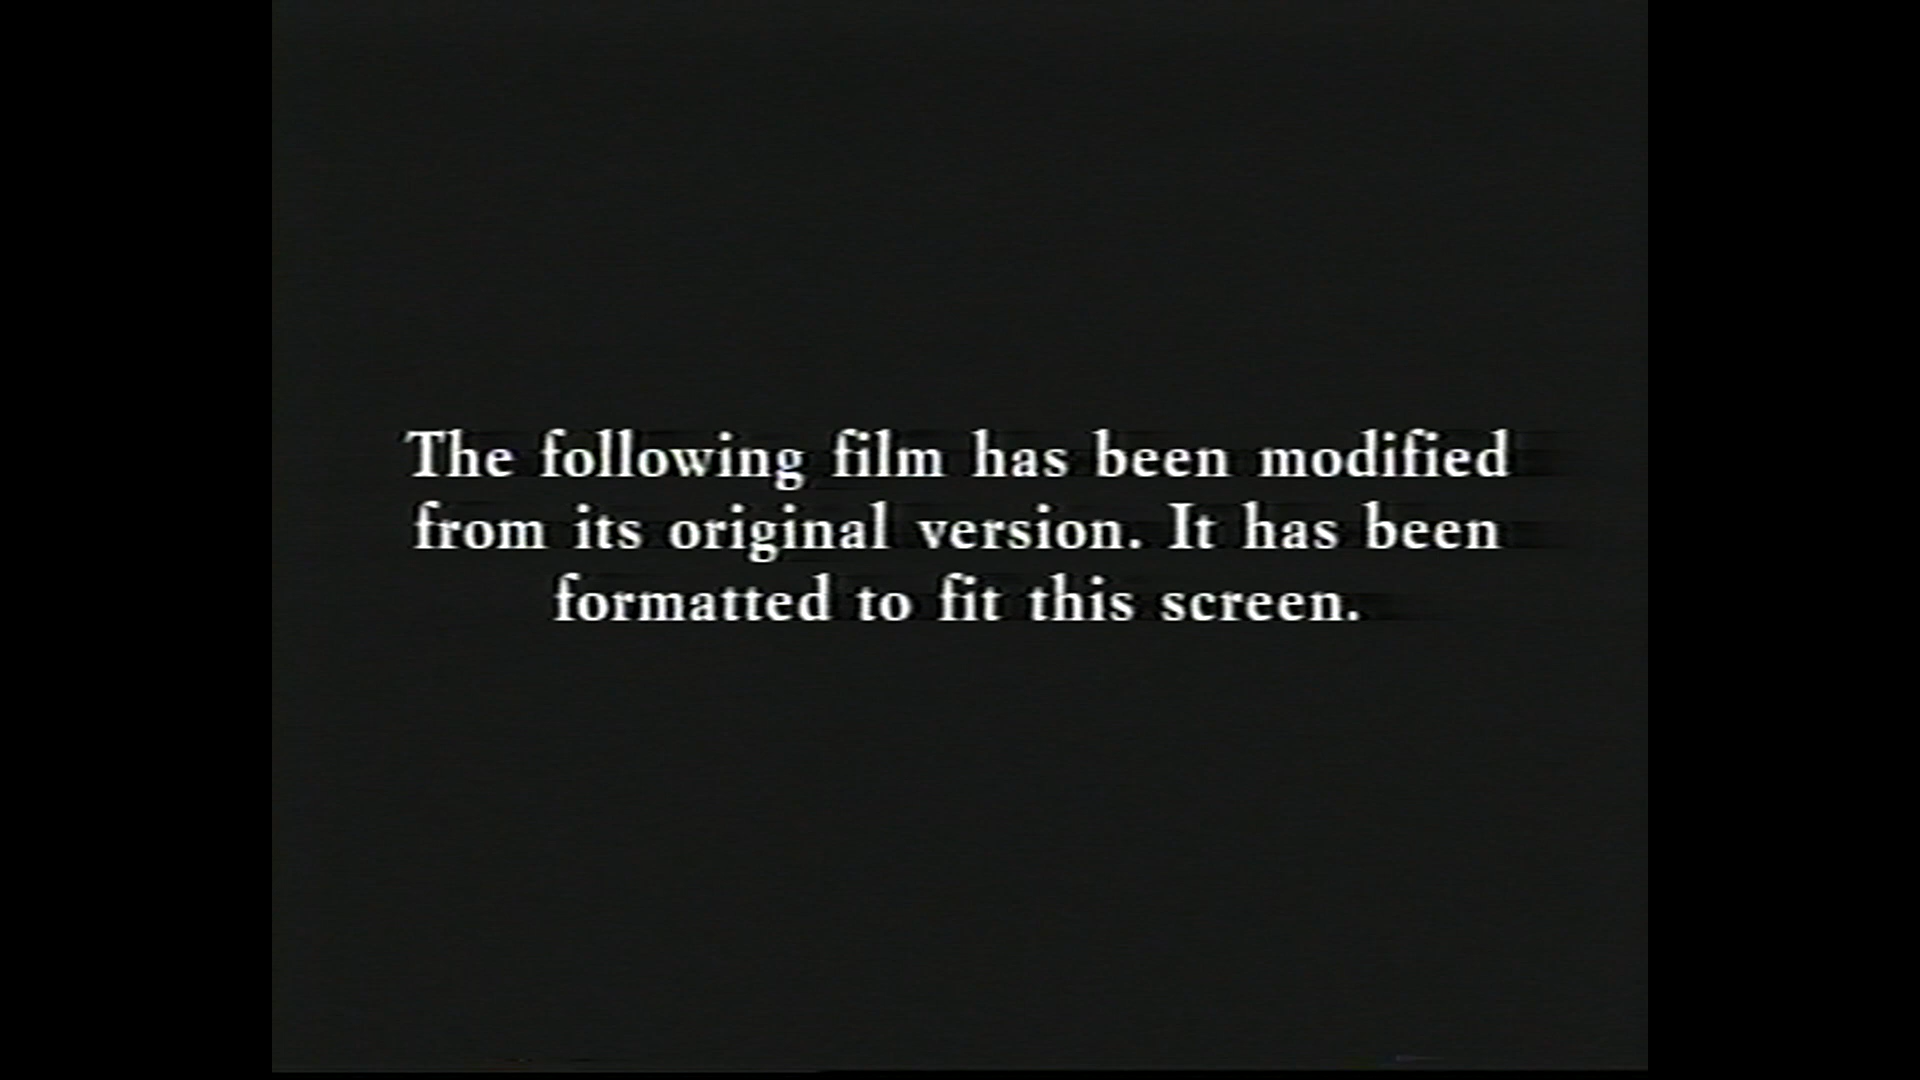 The following film has been modified
from its original version. It has been
formatted to fit this screen.